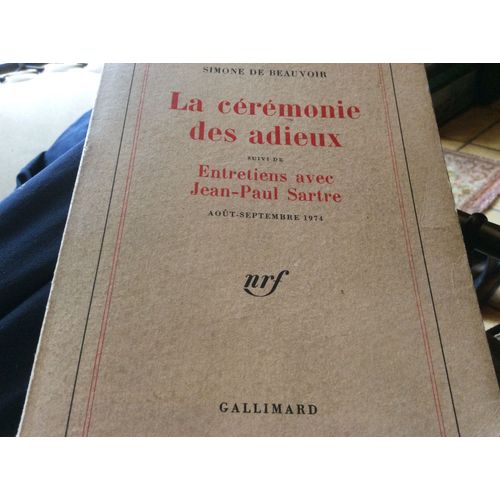 SIMONE DE BEAUVOIR
La cérémonie
des adieux
SUIVI DE
Entretiens avec
Jean-Paul Sartre
AOÛT-SEPTEMBRE 1974
nrf
GALLIMARD